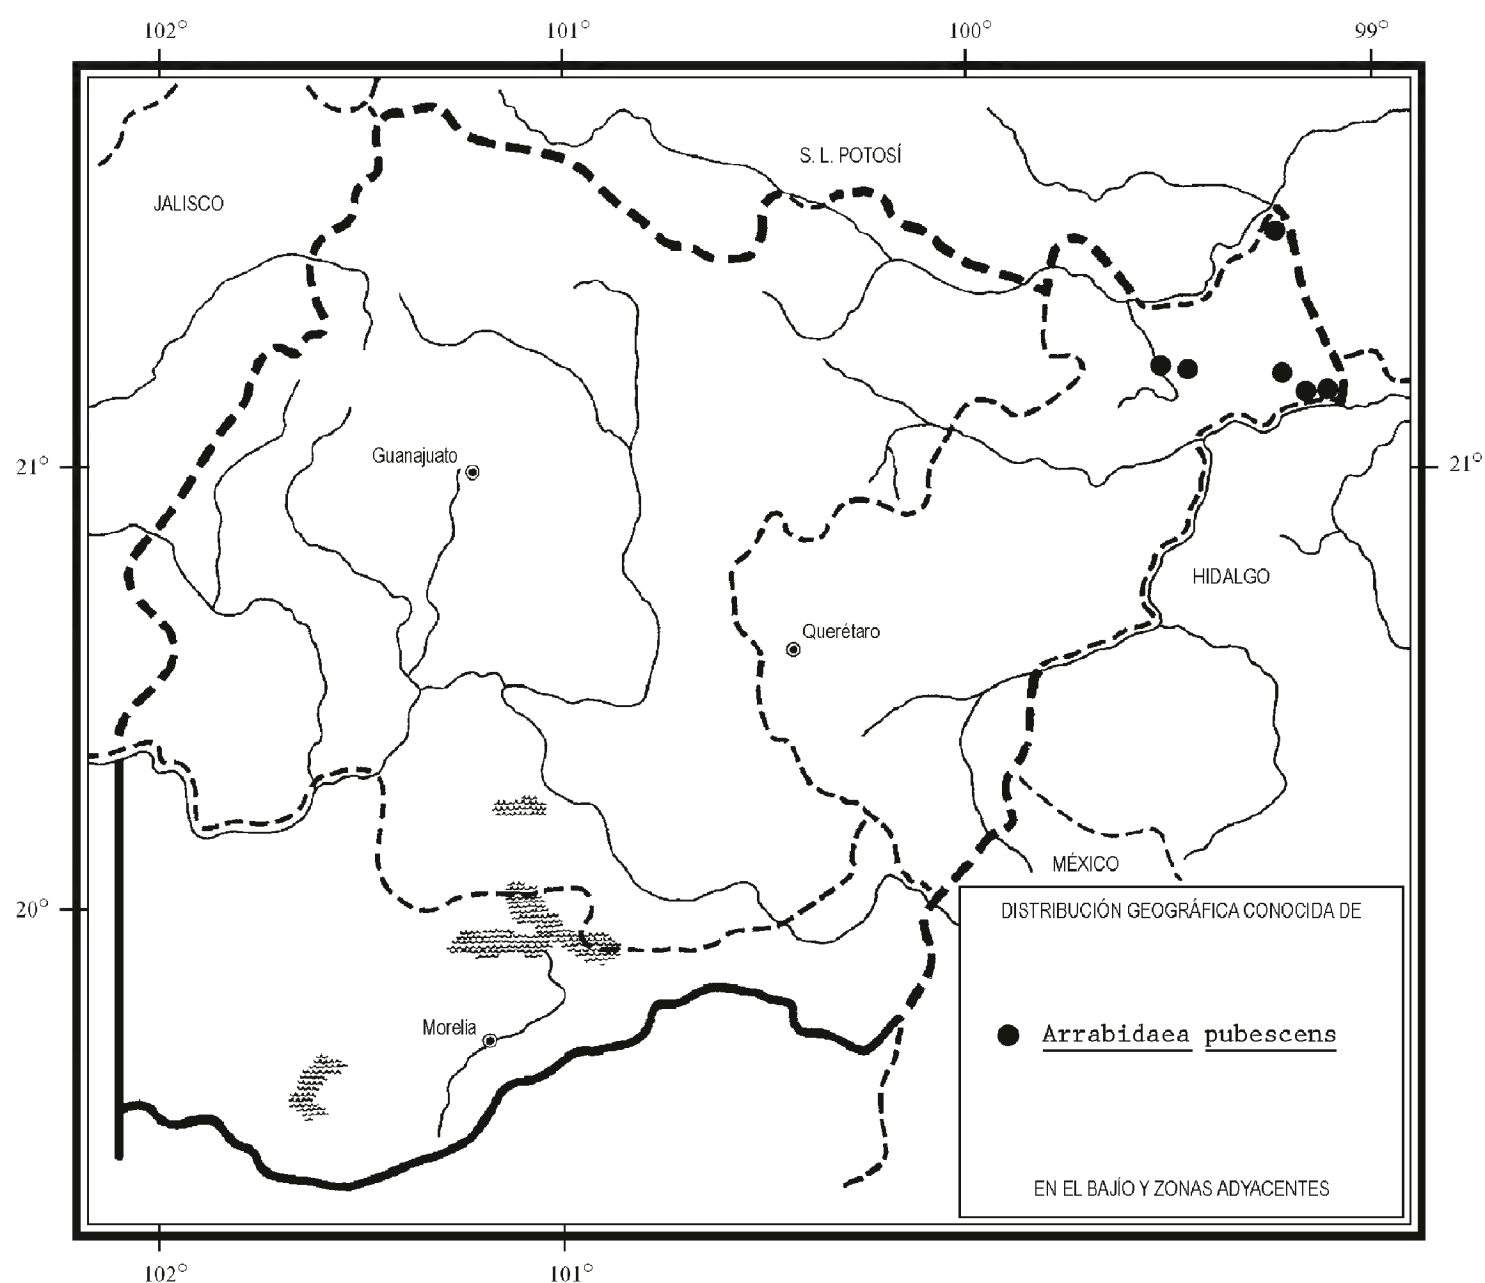 102° 101° 100° 99°
S. L. POTOSÍ
JALISCO
Guanajuato
21° 21°
HIDALGO
Querétaro
MÉXICO
20°
DISTRIBUCIÓN GEOGRÁFICA CONOCIDA DE
Arrabidaea pubescens
Morelia
EN EL BAJÍO Y ZONAS ADYACENTES
102° 101°